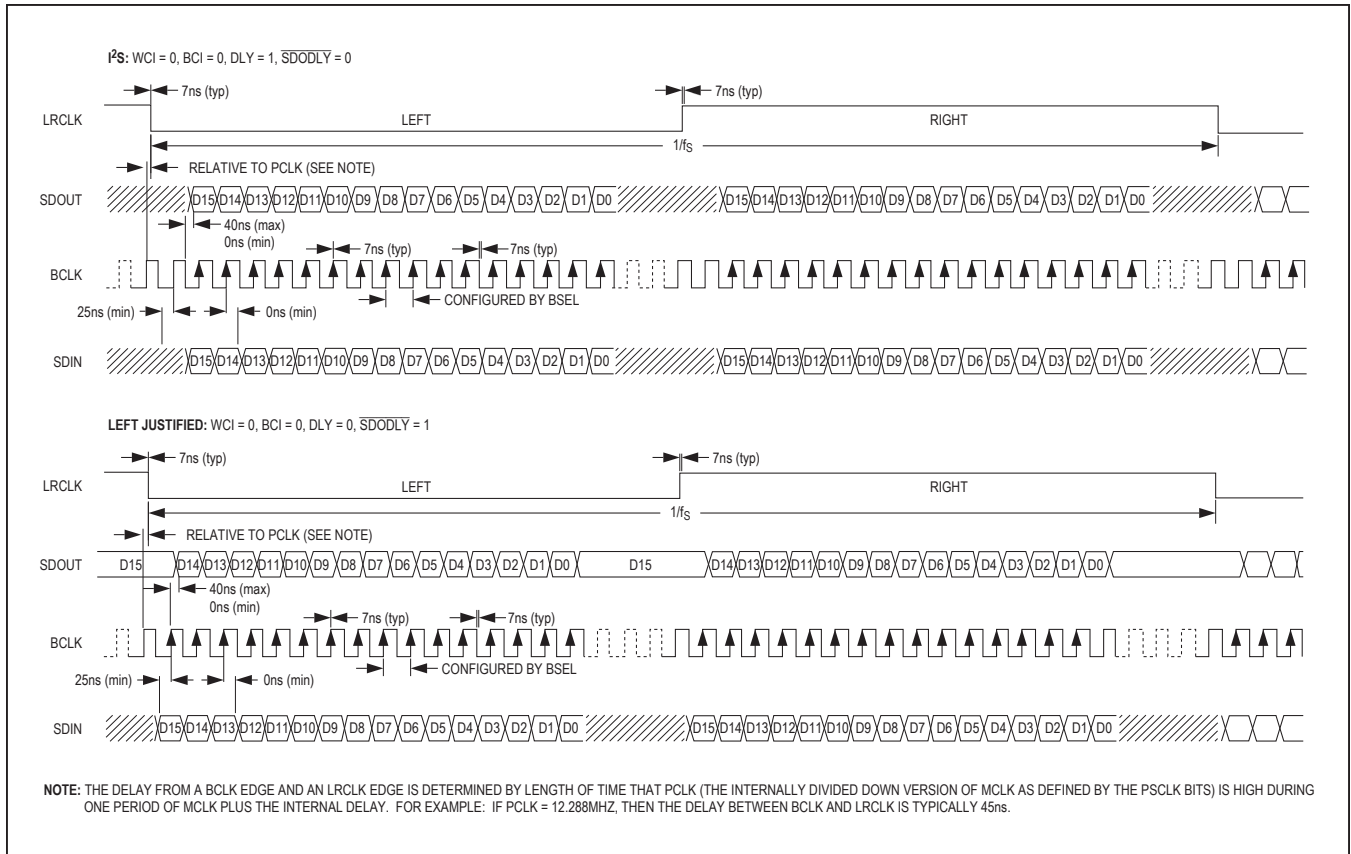 I2S: WCI = 0, BCI = 0, DLY = 1, SDODLY = 0
7ns (typ) 7ns (typ)
LRCLK LEFT RIGHT
1/fS
RELATIVE TO PCLK (SEE NOTE)
SDOUT D15 D14 D13 D12 D11 D10 D9 D8 D7 D6 D5 D4 D3 D2 D1 D0 D15 D14 D13 D12 D11 D10 D9 D8 D7 D6 D5 D4 D3 D2 D1 D0
40ns (max)
0ns (min)
7ns (typ) 7ns (typ)
BCLK
CONFIGURED BY BSEL
25ns (min) 0ns (min)
SDIN D15 D14 D13 D12 D11 D10 D9 D8 D7 D6 D5 D4 D3 D2 D1 D0 D15 D14 D13 D12 D11 D10 D9 D8 D7 D6 D5 D4 D3 D2 D1 D0
LEFT JUSTIFIED: WCI = 0, BCI = 0, DLY = 0, SDODLY = 1
7ns (typ) 7ns (typ)
LRCLK LEFT RIGHT
1/fS
RELATIVE TO PCLK (SEE NOTE)
SDOUT D15 D14 D13 D12 D11 D10 D9 D8 D7 D6 D5 D4 D3 D2 D1 D0 D15 D14 D13 D12 D11 D10 D9 D8 D7 D6 D5 D4 D3 D2 D1 D0
40ns (max)
0ns (min)
7ns (typ) 7ns (typ)
BCLK
CONFIGURED BY BSEL
25ns (min) 0ns (min)
SDIN D15 D14 D13 D12 D11 D10 D9 D8 D7 D6 D5 D4 D3 D2 D1 D0 D15 D14 D13 D12 D11 D10 D9 D8 D7 D6 D5 D4 D3 D2 D1 D0
NOTE: THE DELAY FROM A BCLK EDGE AND AN LRCLK EDGE IS DETERMINED BY LENGTH OF TIME THAT PCLK (THE INTERNALLY DIVIDED DOWN VERSION OF MCLK AS DEFINED BY THE PSCLK BITS) IS HIGH DURING
ONE PERIOD OF MCLK PLUS THE INTERNAL DELAY. FOR EXAMPLE: IF PCLK = 12.288MHZ, THEN THE DELAY BETWEEN BCLK AND LRCLK IS TYPICALLY 45ns.